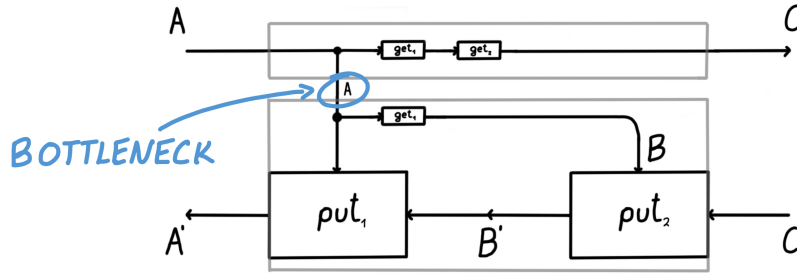 A C
get₁ get₂
A
get₁
BOTTLENECK
B
put₁ put₂
A' B' C